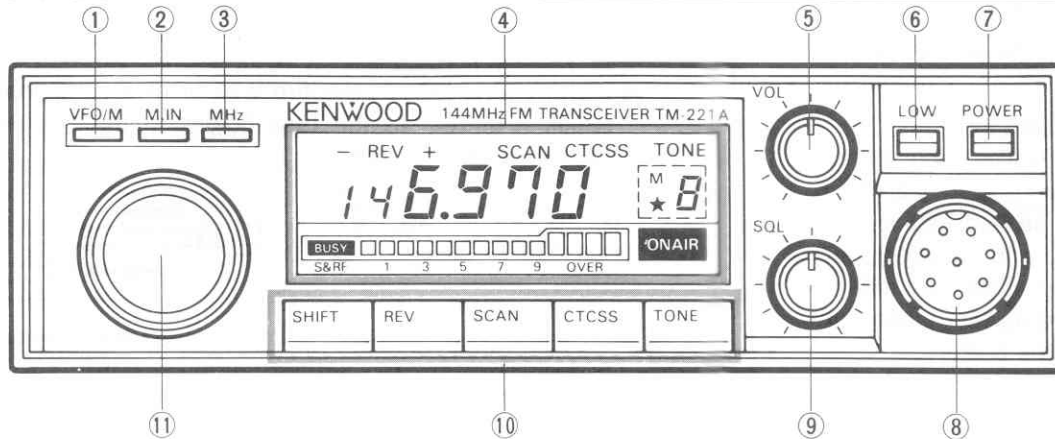 ① ② ③ ④ ⑤ ⑥ ⑦
VFO/M M.IN MHz
KENWOOD 144MHz FM TRANSCEIVER TM-221A
VOL
LOW POWER
− REV + SCAN CTCSS TONE
146.970
M
★ 8
BUSY
ON AIR
S&RF 1 3 5 7 9 OVER
SQL
SHIFT REV SCAN CTCSS TONE
⑪ ⑩ ⑨ ⑧